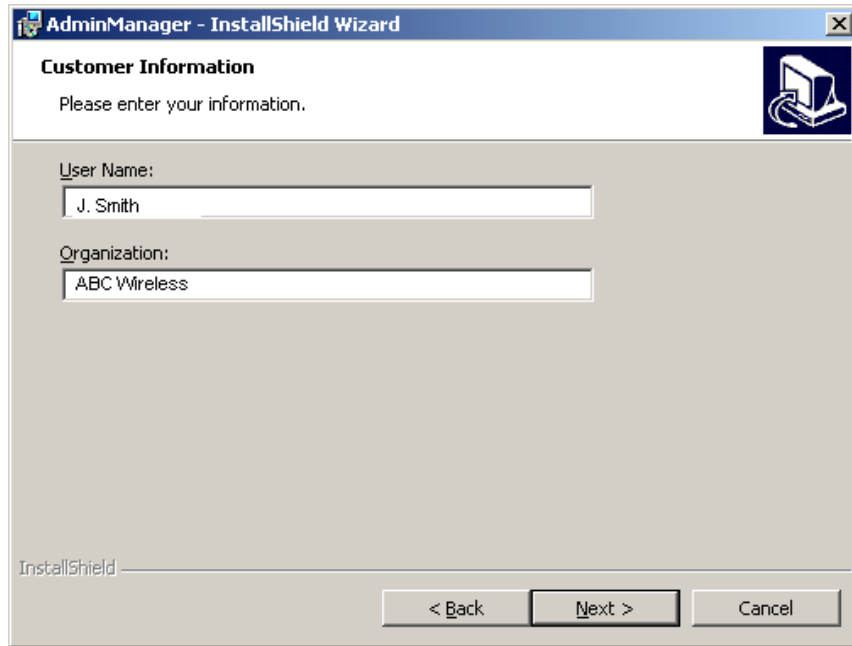 AdminManager - InstallShield Wizard
Customer Information
Please enter your information.
User Name:
J. Smith
Organization:
ABC Wireless
InstallShield
< Back
Next >
Cancel